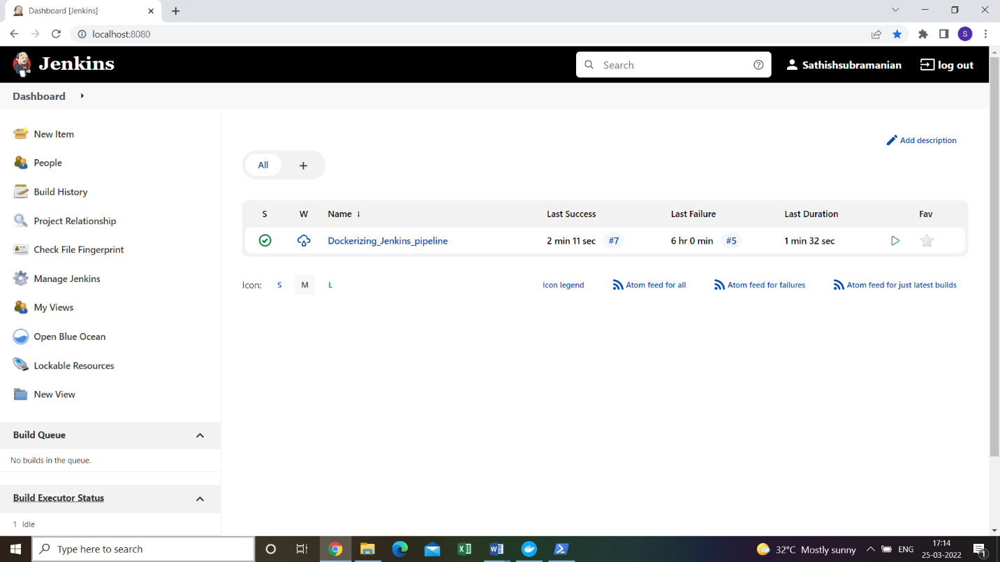 Dashboard [Jenkins]
localhost:8080
S
Jenkins
Search
Sathishsubramanian
log out
Dashboard
New Item
People
Build History
Project Relationship
Check File Fingerprint
Manage Jenkins
My Views
Open Blue Ocean
Lockable Resources
New View
Build Queue
No builds in the queue.
Build Executor Status
1 Idle
Add description
All +
S W Name ↓ Last Success Last Failure Last Duration Fav
Dockerizing_Jenkins_pipeline 2 min 11 sec #7 6 hr 0 min #5 1 min 32 sec
Icon: S M L Icon legend Atom feed for all Atom feed for failures Atom feed for just latest builds
Type here to search
32°C Mostly sunny
ENG
17:14
25-03-2022
1